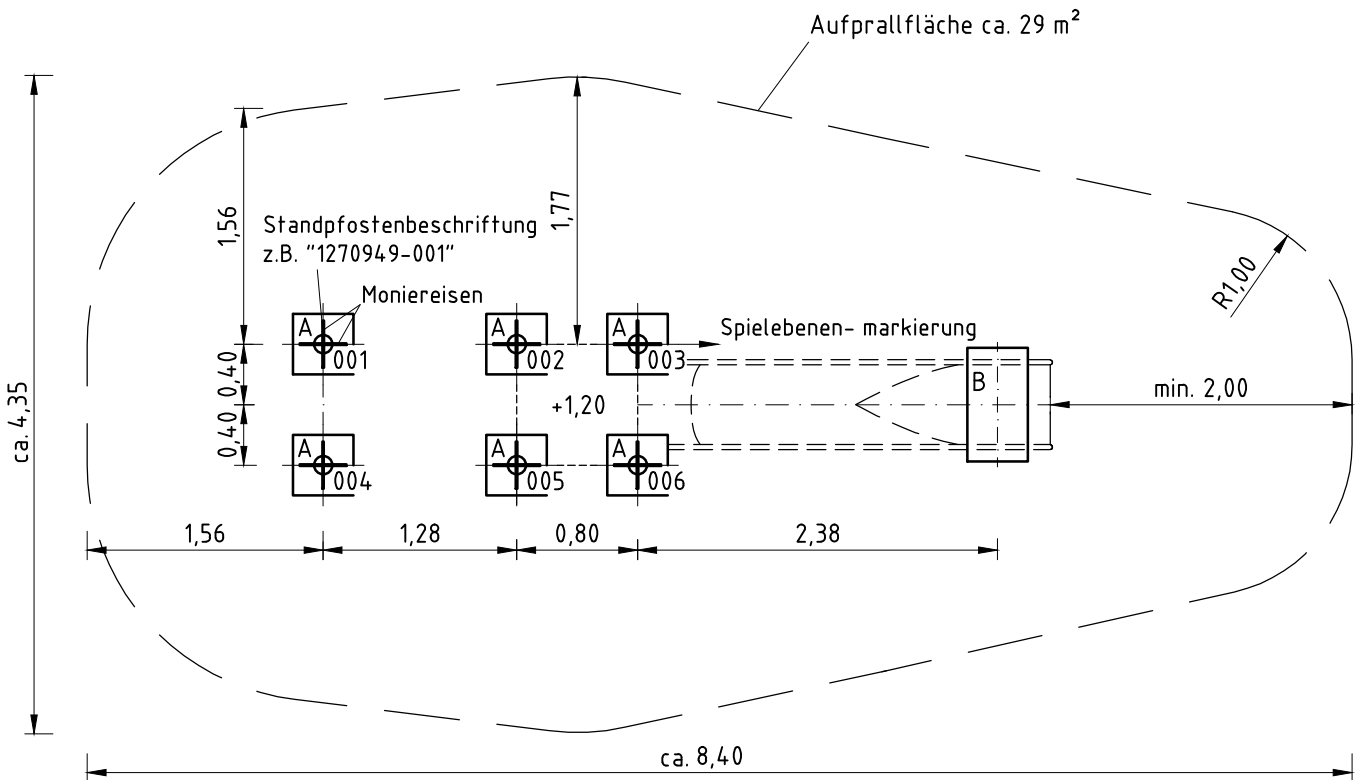 Aufprallfläche ca. 29 m²
1,56
1,77
Standpfostenbeschriftung
z.B. "1270949-001"
Moniereisen
R1,00
A
001
A
002
A
003
Spielebenen- markierung
0,40
0,40
+1,20
B
min. 2,00
ca. 4,35
A
004
A
005
A
006
1,56
1,28
0,80
2,38
ca. 8,40